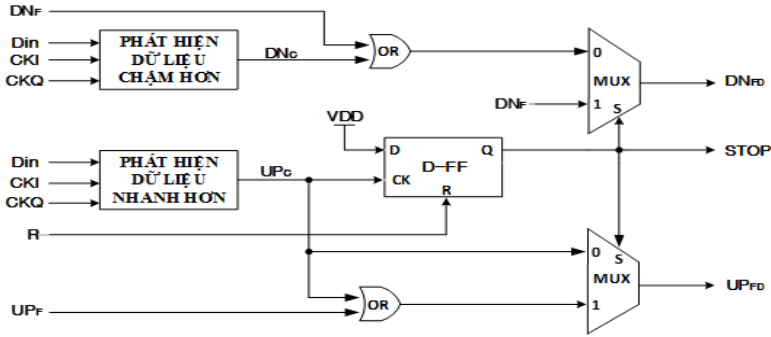 DNF
Din
CKI
CKQ
PHÁT HIỆN
DỮ LIỆU
CHẬM HƠN
DNC
OR
0
MUX
1
S
DNFD
DNF
VDD
D
Q
D-FF
CK
R
STOP
Din
CKI
CKQ
PHÁT HIỆN
DỮ LIỆU
NHANH HƠN
UPC
R
0
S
MUX
1
UPFD
OR
UPF